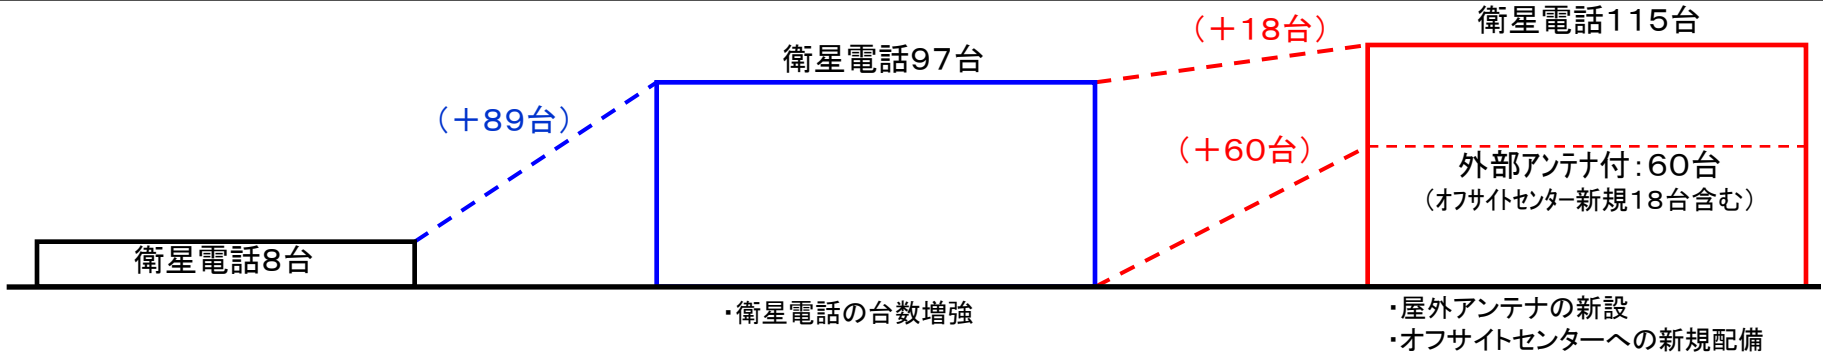 衛星電話8台
(+89台)
衛星電話97台
・衛星電話の台数増強
(+18台)
(+60台)
衛星電話115台
外部アンテナ付:60台
(オフサイトセンター新規18台含む)
・屋外アンテナの新設
・オフサイトセンターへの新規配備